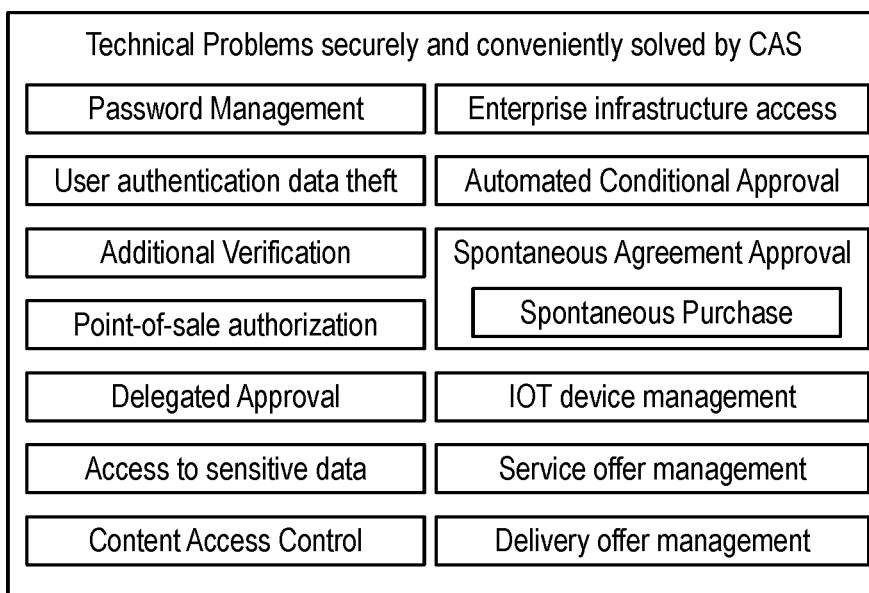 Technical Problems securely and conveniently solved by CAS
Password Management
Enterprise infrastructure access
User authentication data theft
Automated Conditional Approval
Additional Verification
Spontaneous Agreement Approval
Point-of-sale authorization
Spontaneous Purchase
Delegated Approval
IOT device management
Access to sensitive data
Service offer management
Content Access Control
Delivery offer management